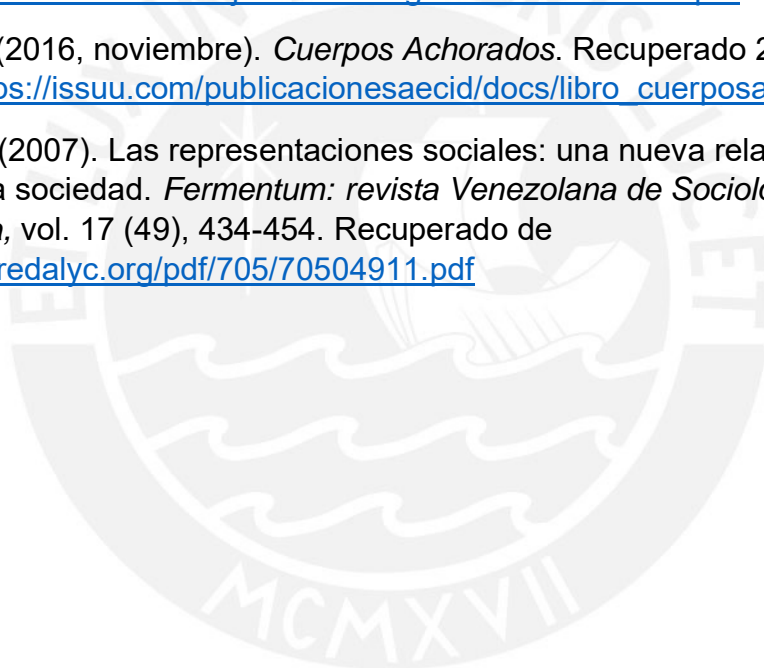 (2016, noviembre). Cuerpos Achorados. Recuperado 2
ps://issuu.com/publicacionesaecid/docs/libro_cuerposa
(2007). Las representaciones sociales: una nueva rela
a sociedad. Fermentum: revista Venezolana de Sociolo
vol. 17 (49), 434-454. Recuperado de
redalyc.org/pdf/705/70504911.pdf
MCMXVII